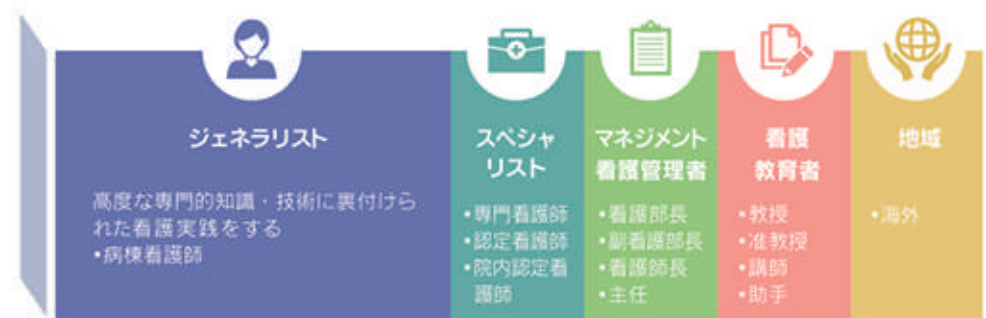 ジェネラリスト
高度な専門的知識・技術に裏付けら
れた看護実践をする
•病棟看護師
スペシャ
リスト
•専門看護師
•認定看護師
•院内認定看
護師
マネジメント
看護管理者
•看護部長
•副看護部長
•看護師長
•主任
看護
教育者
•教授
•准教授
•講師
•助手
地域
•海外